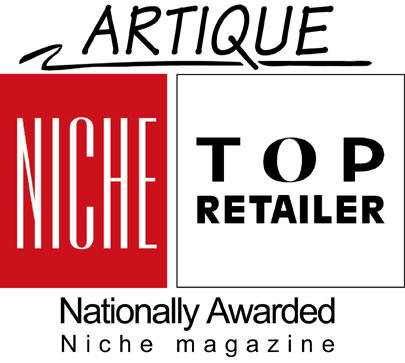 ARTIQUE
NICHE
TOP
RETAILER
Nationally Awarded
Niche magazine